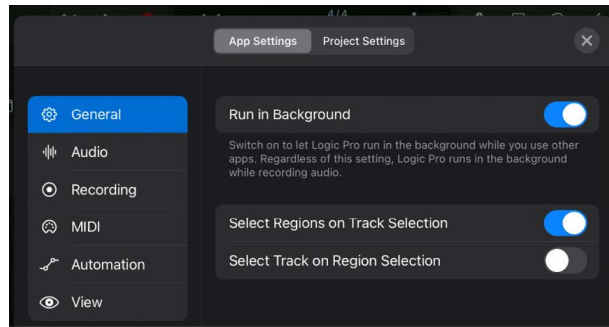 4/4
App Settings
Project Settings
General
Audio
Recording
MIDI
Automation
View
Run in Background
Switch on to let Logic Pro run in the background while you use other
apps. Regardless of this setting, Logic Pro runs in the background
while recording audio.
Select Regions on Track Selection
Select Track on Region Selection